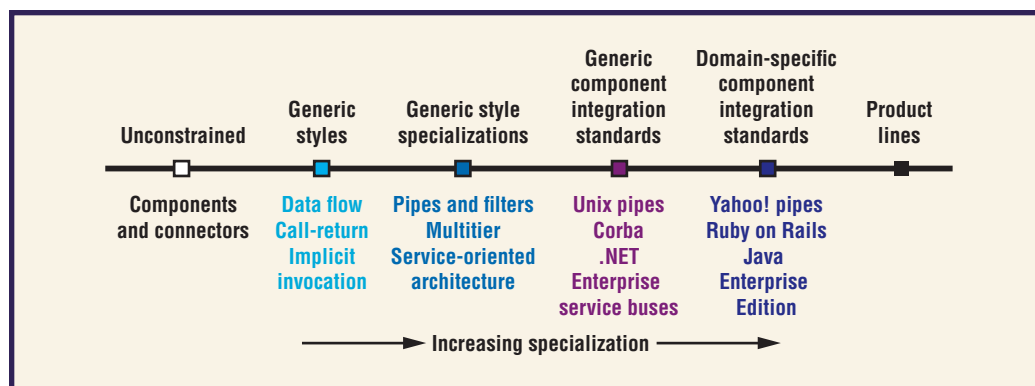 Unconstrained
Generic
styles
Generic style
specializations
Generic
component
integration
standards
Domain-specific
component
integration
standards
Product
lines
Components
and connectors
Data flow
Call-return
Implicit
invocation
Pipes and filters
Multitier
Service-oriented
architecture
Unix pipes
Corba
.NET
Enterprise
service buses
Yahoo! pipes
Ruby on Rails
Java
Enterprise
Edition
Increasing specialization